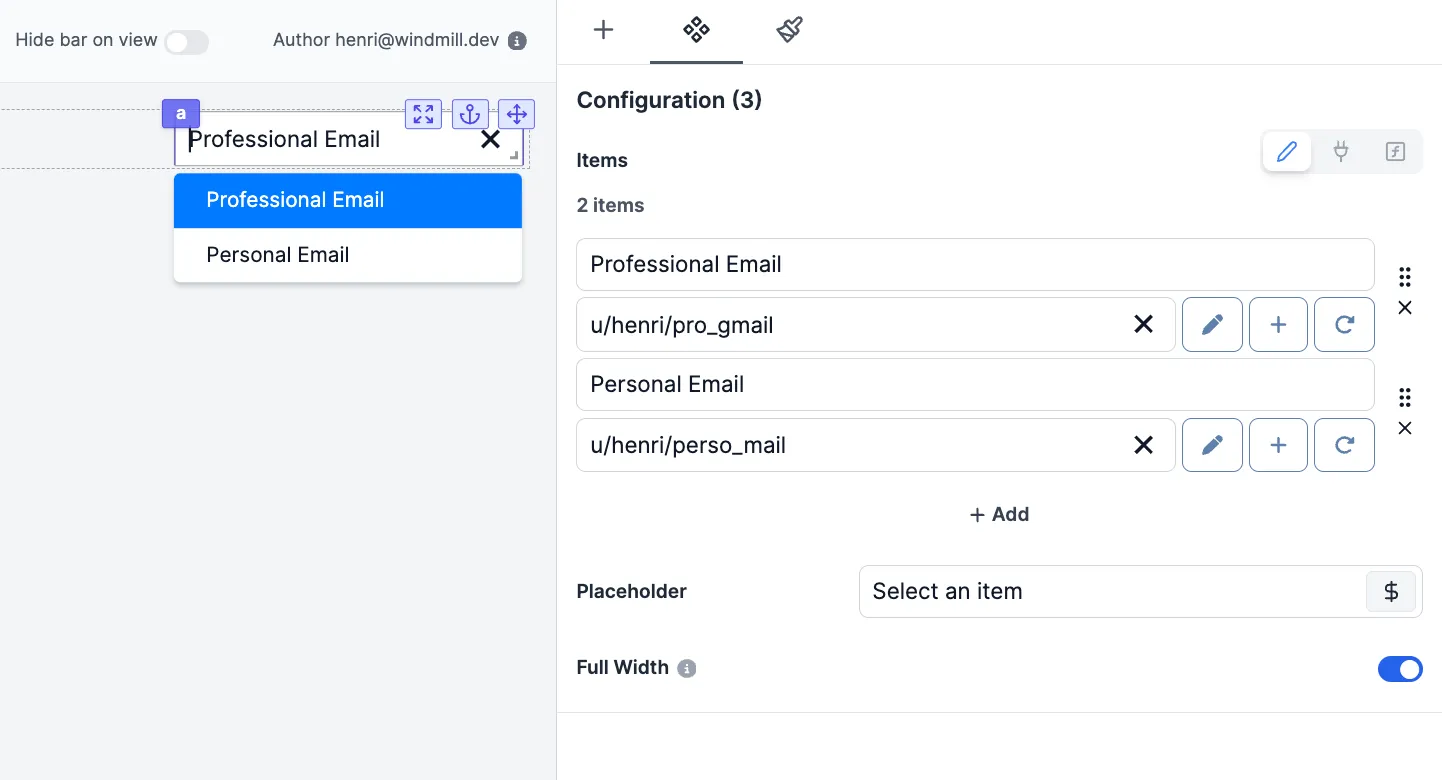 Hide bar on view
Author henri@windmill.dev
a
Professional Email
Professional Email
Personal Email
Configuration (3)
Items
2 items
Professional Email
u/henri/pro_gmail
Personal Email
u/henri/perso_mail
+ Add
Placeholder
Select an item
$
Full Width